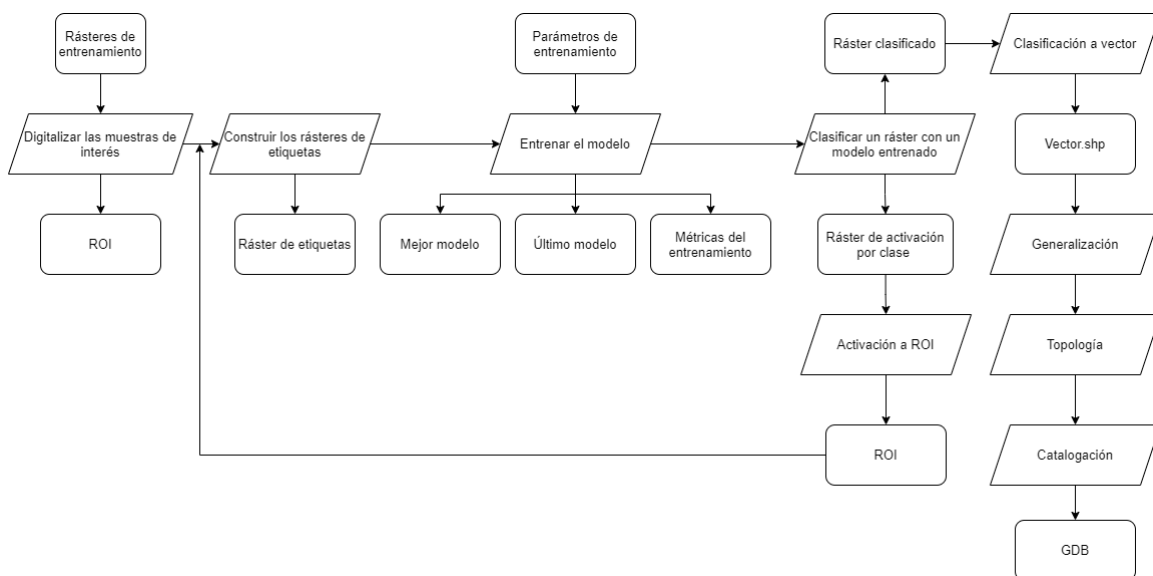 Rásteres de
entrenamiento
Parámetros de
entrenamiento
Ráster clasificado
Clasificación a vector
Digitalizar las muestras de
interés
Construir los rásteres de
etiquetas
Entrenar el modelo
Clasificar un ráster con un
modelo entrenado
Vector.shp
ROI
Ráster de etiquetas
Mejor modelo
Último modelo
Métricas del
entrenamiento
Ráster de activación
por clase
Generalización
Activación a ROI
Topología
ROI
Catalogación
GDB